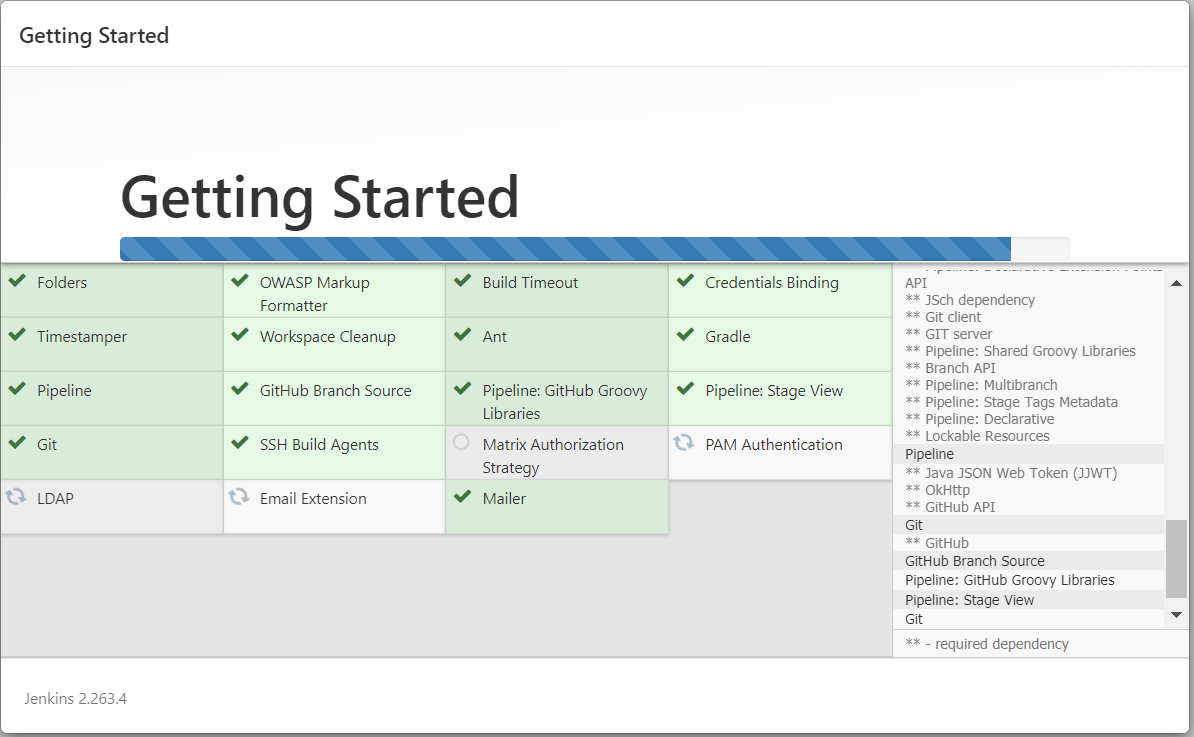 Getting Started
Getting Started
Folders
OWASP Markup
Formatter
Build Timeout
Credentials Binding
Timestamper
Workspace Cleanup
Ant
Gradle
Pipeline
GitHub Branch Source
Pipeline: GitHub Groovy
Libraries
Pipeline: Stage View
Git
SSH Build Agents
Matrix Authorization
Strategy
PAM Authentication
LDAP
Email Extension
Mailer
** Pipeline: Declarative Extension Points
API
** JSch dependency
** Git client
** GIT server
** Pipeline: Shared Groovy Libraries
** Branch API
** Pipeline: Multibranch
** Pipeline: Stage Tags Metadata
** Pipeline: Declarative
** Lockable Resources
Pipeline
** Java JSON Web Token (JJWT)
** OkHttp
** GitHub API
Git
** GitHub
GitHub Branch Source
Pipeline: GitHub Groovy Libraries
Pipeline: Stage View
Git
** - required dependency
Jenkins 2.263.4